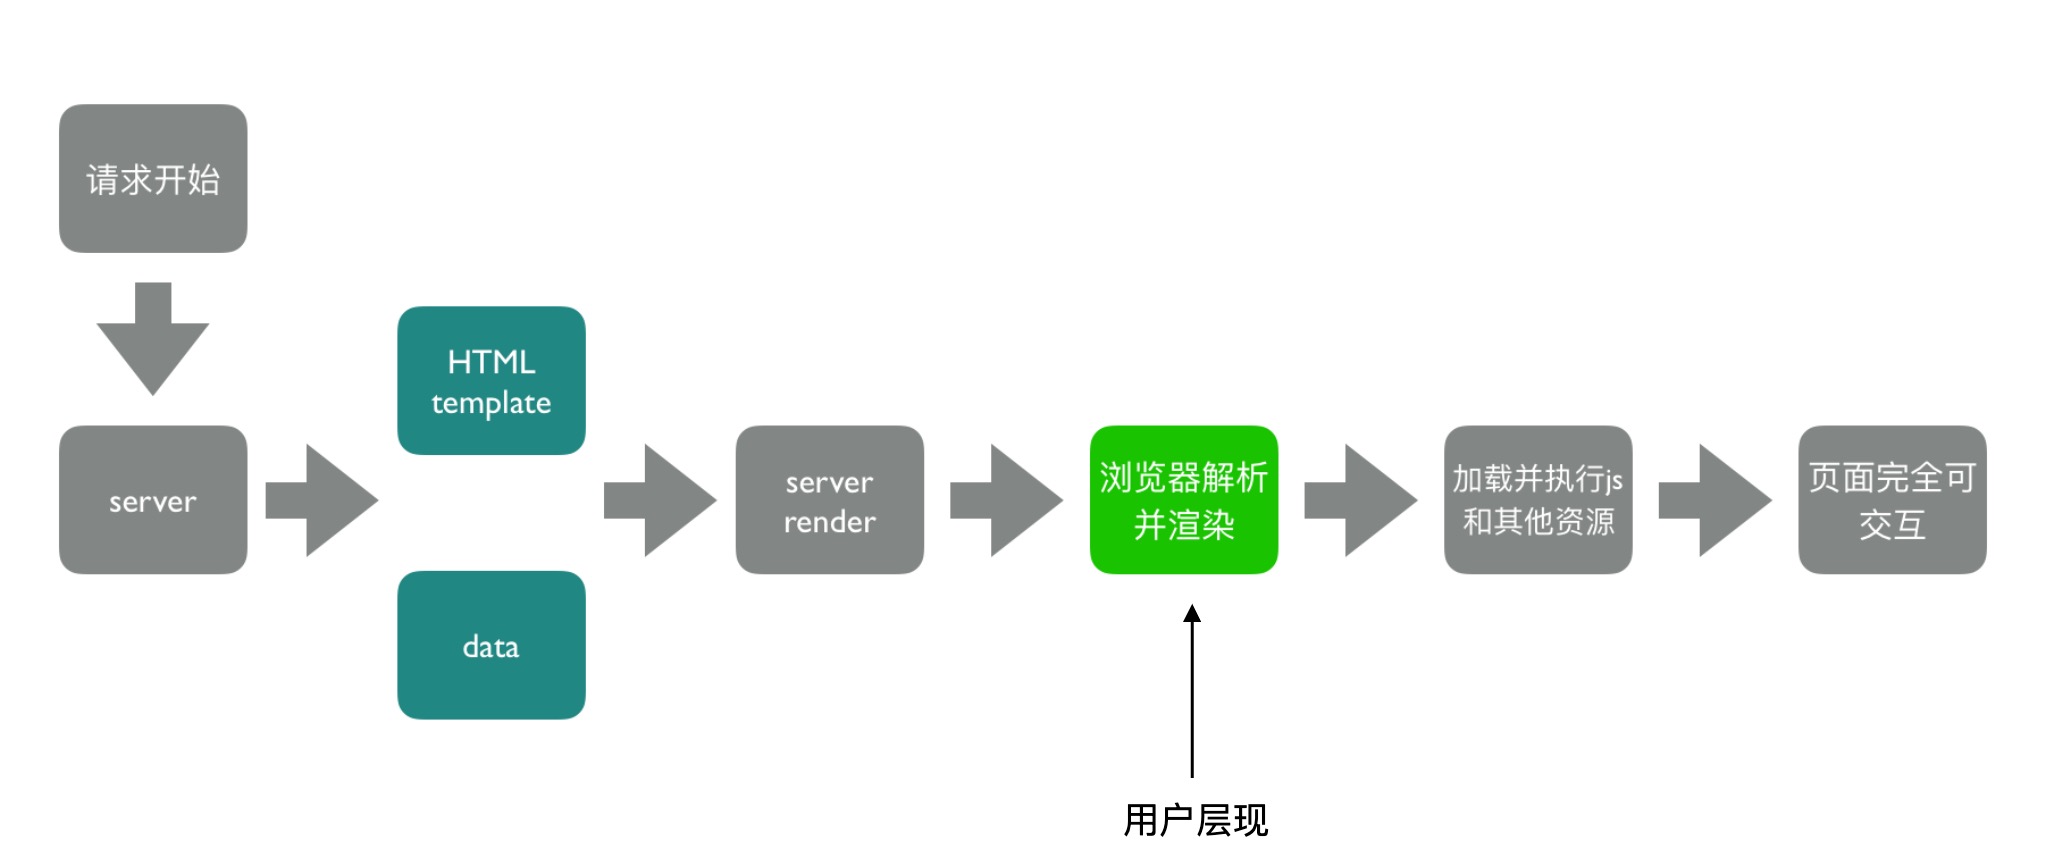 请求开始
server
HTML
template
data
server
render
浏览器解析
并渲染
加载并执行js
和其他资源
页面完全可
交互
用户层现